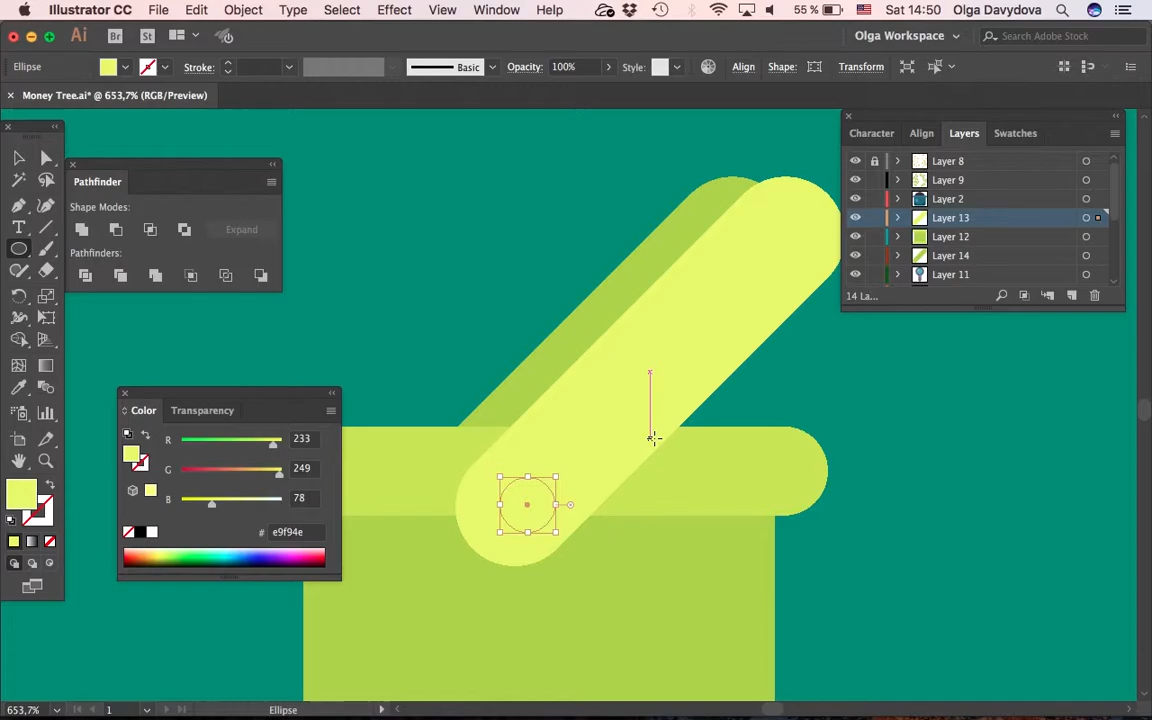 Illustrator CC File Edit Object Type Select Effect View Window Help 55 % Sat 14:50 Olga Davydova
Ai Br St Olga Workspace Search Adobe Stock
Ellipse Stroke: Basic Opacity: 100% Style: Align Shape: Transform
× Money Tree.ai* @ 653,7% (RGB/Preview)
Pathfinder
Shape Modes:
Expand
Pathfinders:
Character Align Layers Swatches
Layer 8
Layer 9
Layer 2
Layer 13
Layer 12
Layer 14
Layer 11
14 La...
Color Transparency
R 233
G 249
B 78
# e9f94e
653,7% 1 Ellipse